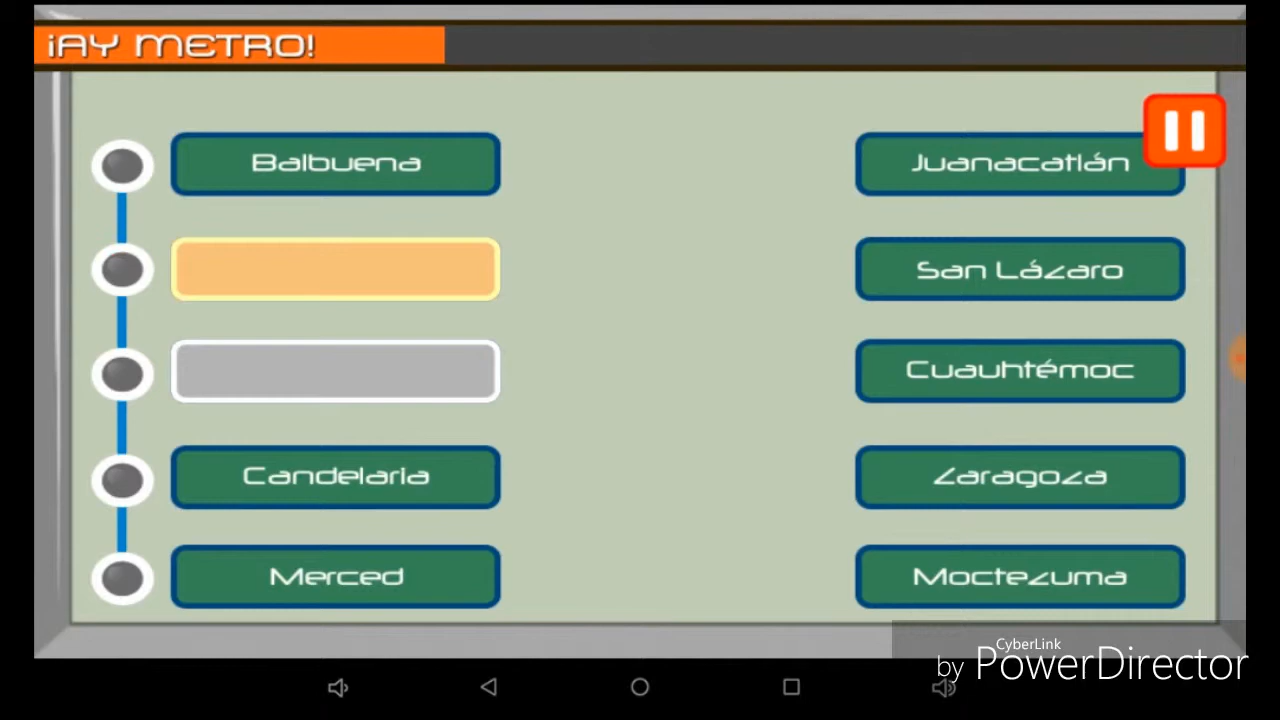 ¡AY METRO!
Balbuena
Juanacatlán
San Lázaro
Cuauhtémoc
Candelaria
Zaragoza
Merced
Moctezuma
CyberLink
by PowerDirector